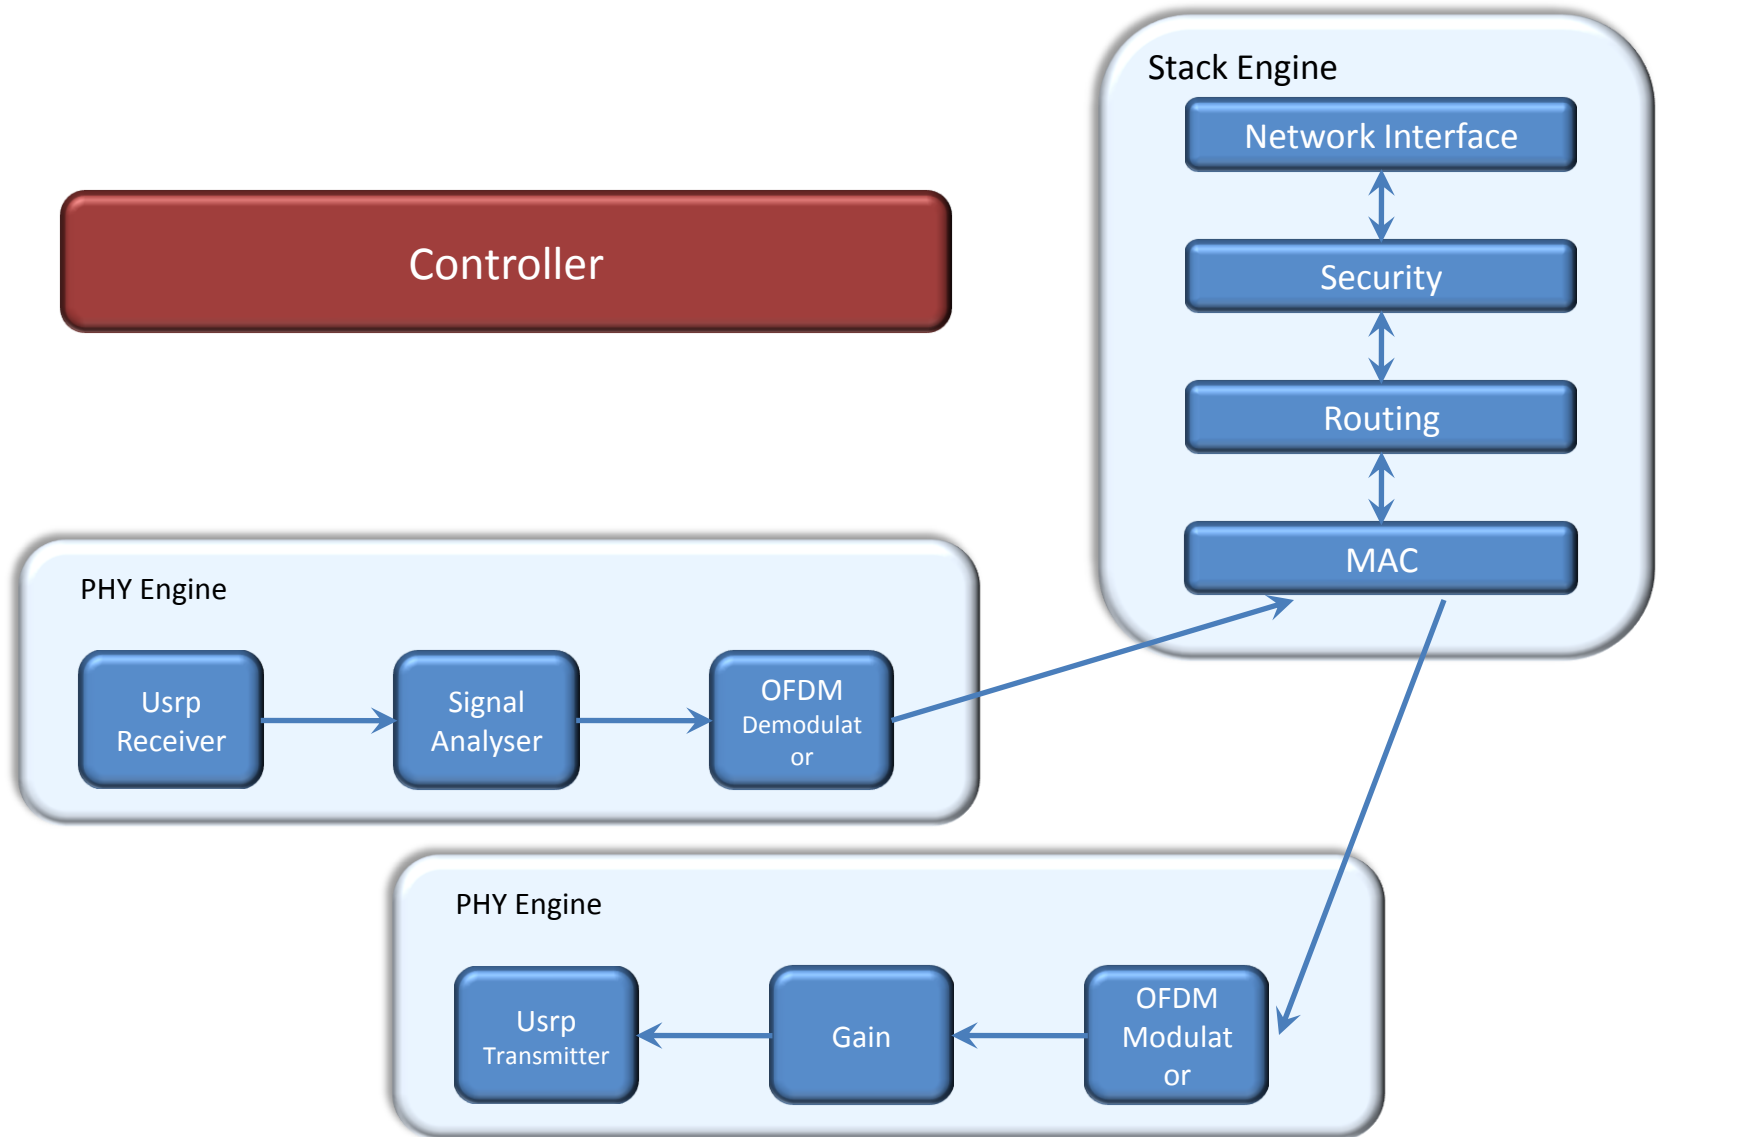 Stack Engine
Network Interface
Security
Routing
MAC
Controller
PHY Engine
Usrp
Receiver
Signal
Analyser
OFDM
Demodulat
or
PHY Engine
Usrp
Transmitter
Gain
OFDM
Modulat
or